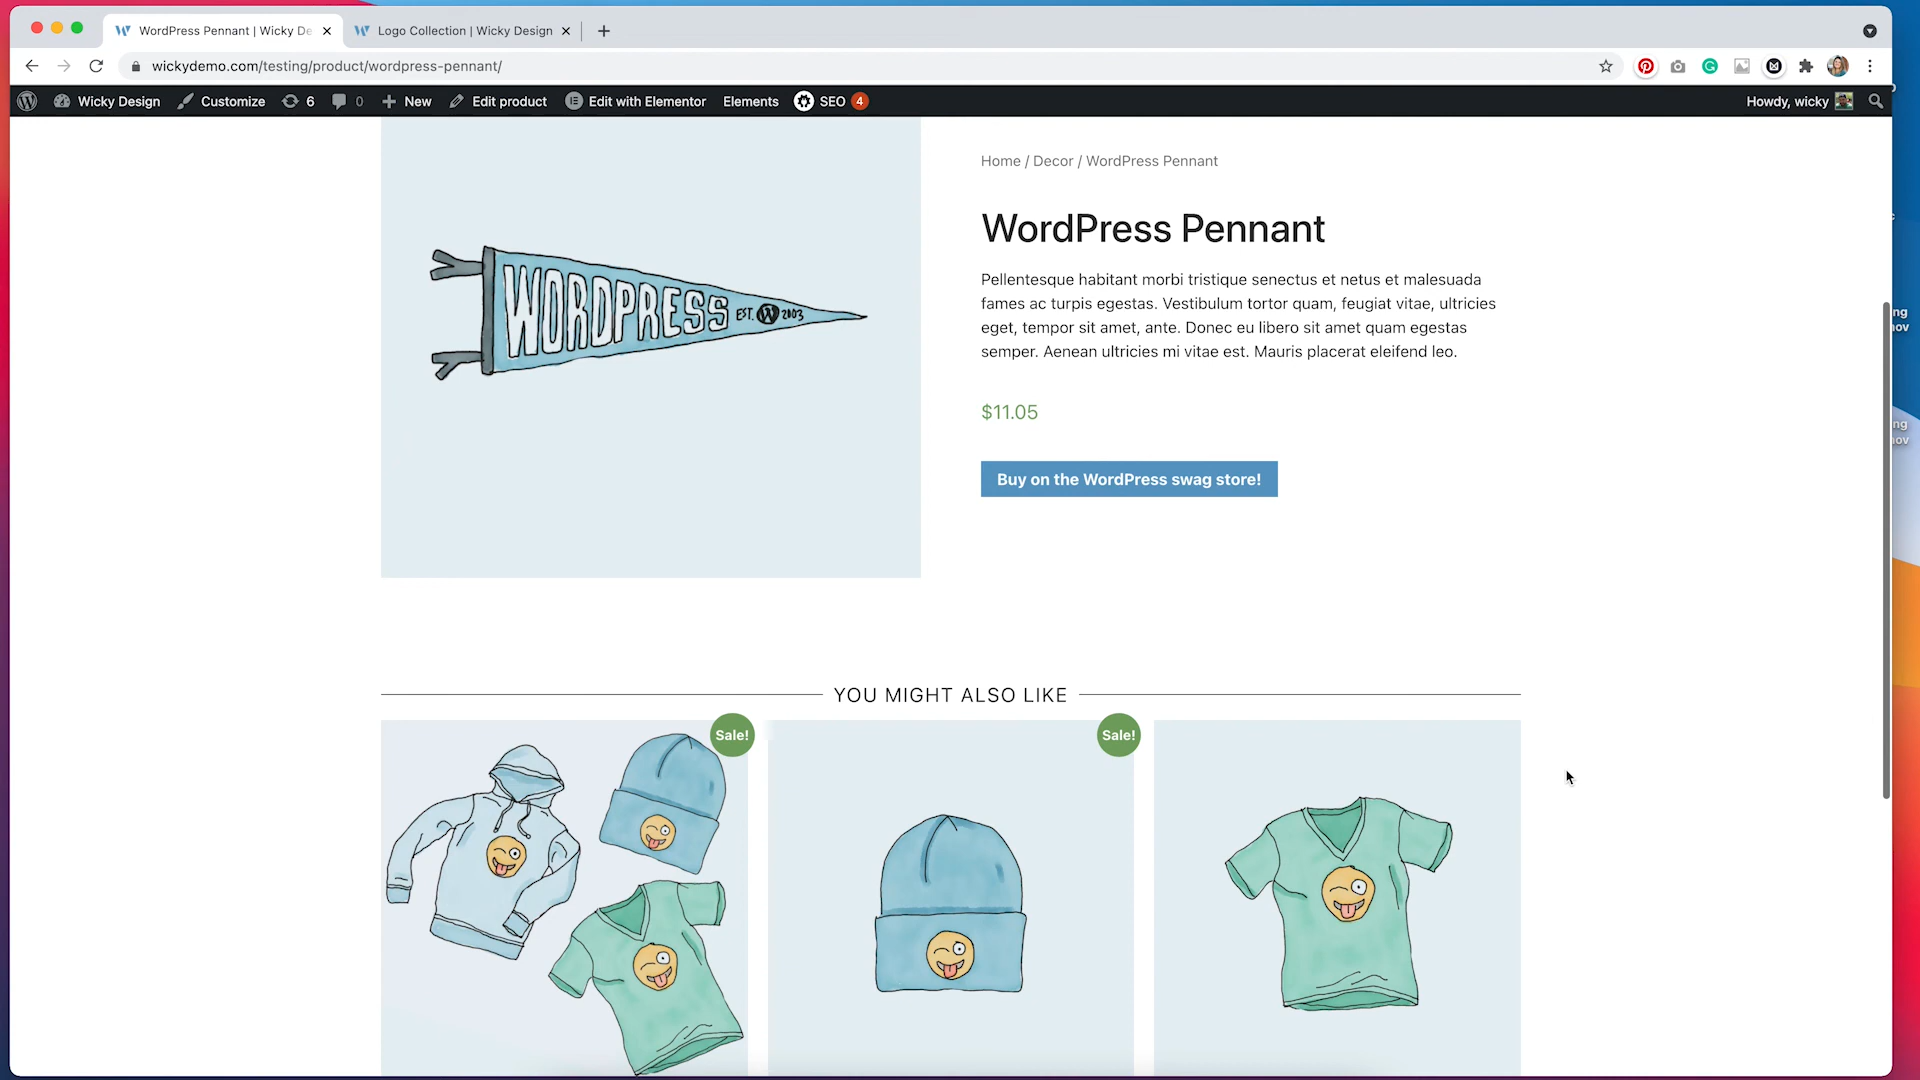 WordPress Pennant | Wicky De
Logo Collection | Wicky Design
wickydemo.com/testing/product/wordpress-pennant/
Wicky Design Customize 6 0 New Edit product Edit with Elementor Elements SEO 4 Howdy, wicky
Home / Decor / WordPress Pennant
WordPress Pennant
Pellentesque habitant morbi tristique senectus et netus et malesuada
fames ac turpis egestas. Vestibulum tortor quam, feugiat vitae, ultricies
eget, tempor sit amet, ante. Donec eu libero sit amet quam egestas
semper. Aenean ultricies mi vitae est. Mauris placerat eleifend leo.
$11.05
Buy on the WordPress swag store!
WORDPRESS EST. W 2003
YOU MIGHT ALSO LIKE
Sale!
Sale!
ng
ov
ng
ov